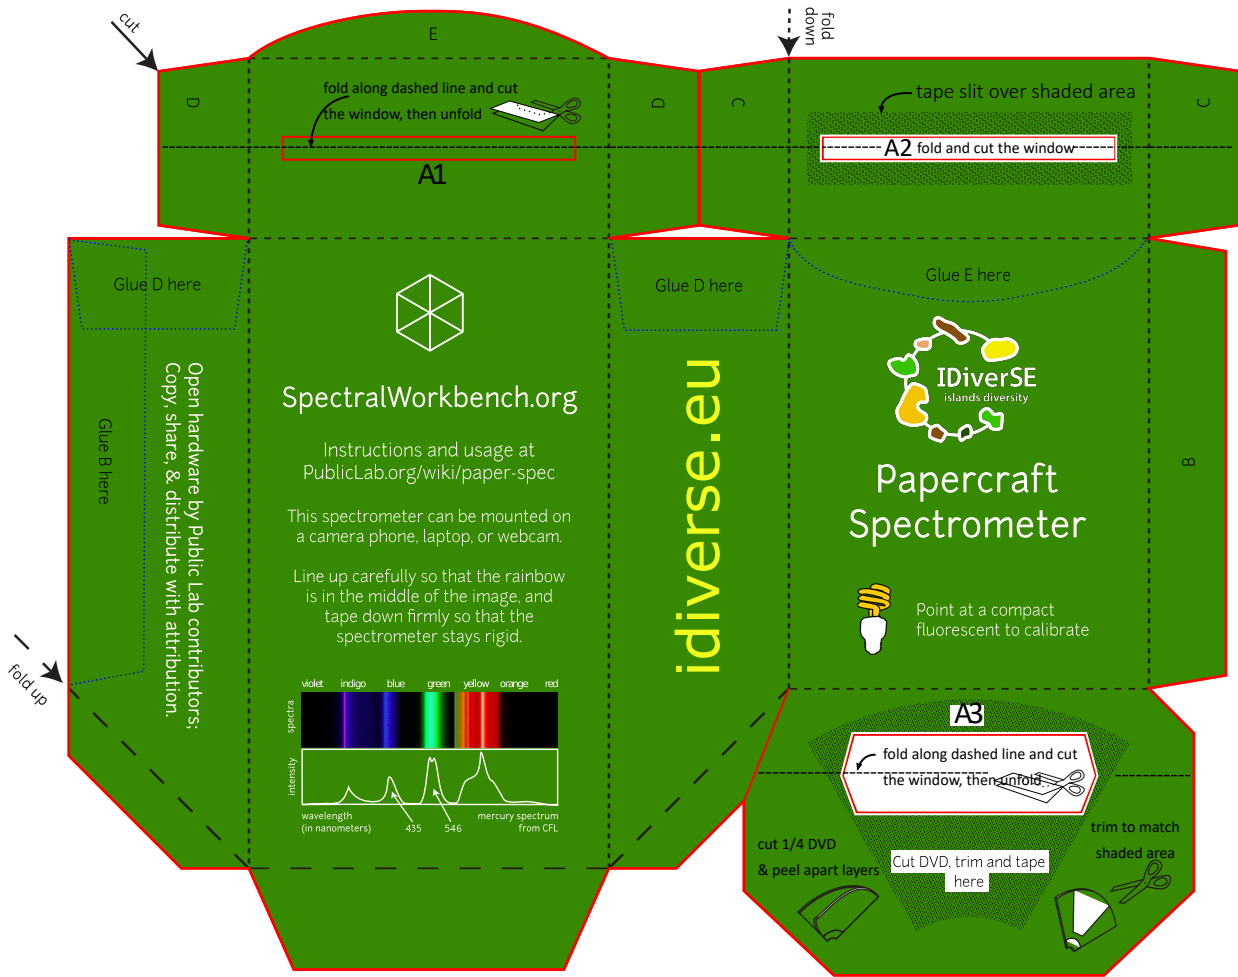 cut
fold
down
E
D
fold along dashed line and cut
the window, then unfold
D
C
tape slit over shaded area
C
A1
A2 fold and cut the window
Glue D here
Glue D here
Glue E here
Glue B here
Open hardware by Public Lab contributors;
Copy, share, & distribute with attribution.
fold up
SpectralWorkbench.org
Instructions and usage at
PublicLab.org/wiki/paper-spec
This spectrometer can be mounted on
a camera phone, laptop, or webcam.
Line up carefully so that the rainbow
is in the middle of the image, and
tape down firmly so that the
spectrometer stays rigid.
violet indigo blue green yellow orange red
spectra
intensity
wavelength
(in nanometers)
435
546
mercury spectrum
from CFL
idiverse.eu
IDiverSE
islands diversity
Papercraft
Spectrometer
B
Point at a compact
fluorescent to calibrate
A3
fold along dashed line and cut
the window, then unfold
cut 1/4 DVD
& peel apart layers
Cut DVD, trim and tape
here
trim to match
shaded area